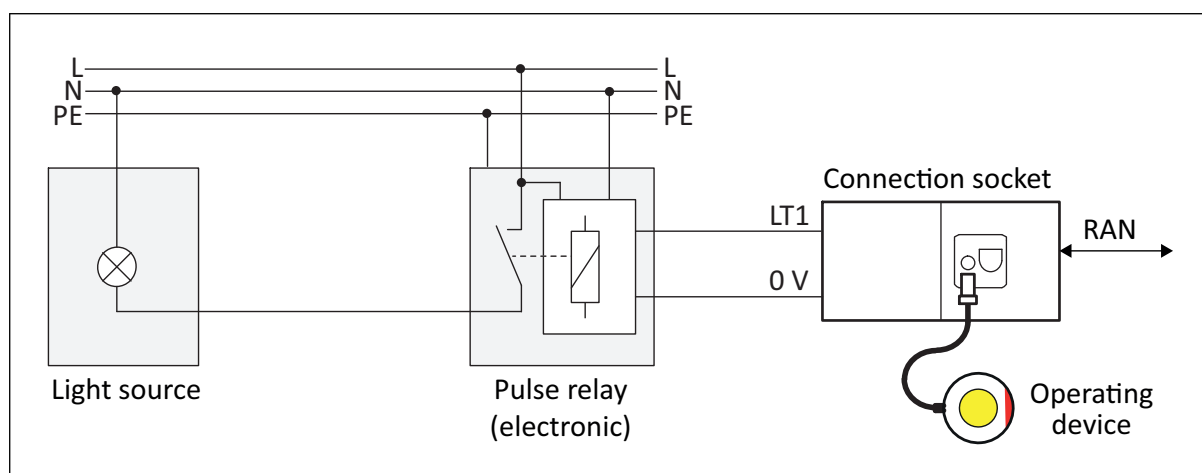 L
L
N
N
PE
PE
Connection socket
LT1
RAN
0 V
Light source
Pulse relay
(electronic)
Operating
device